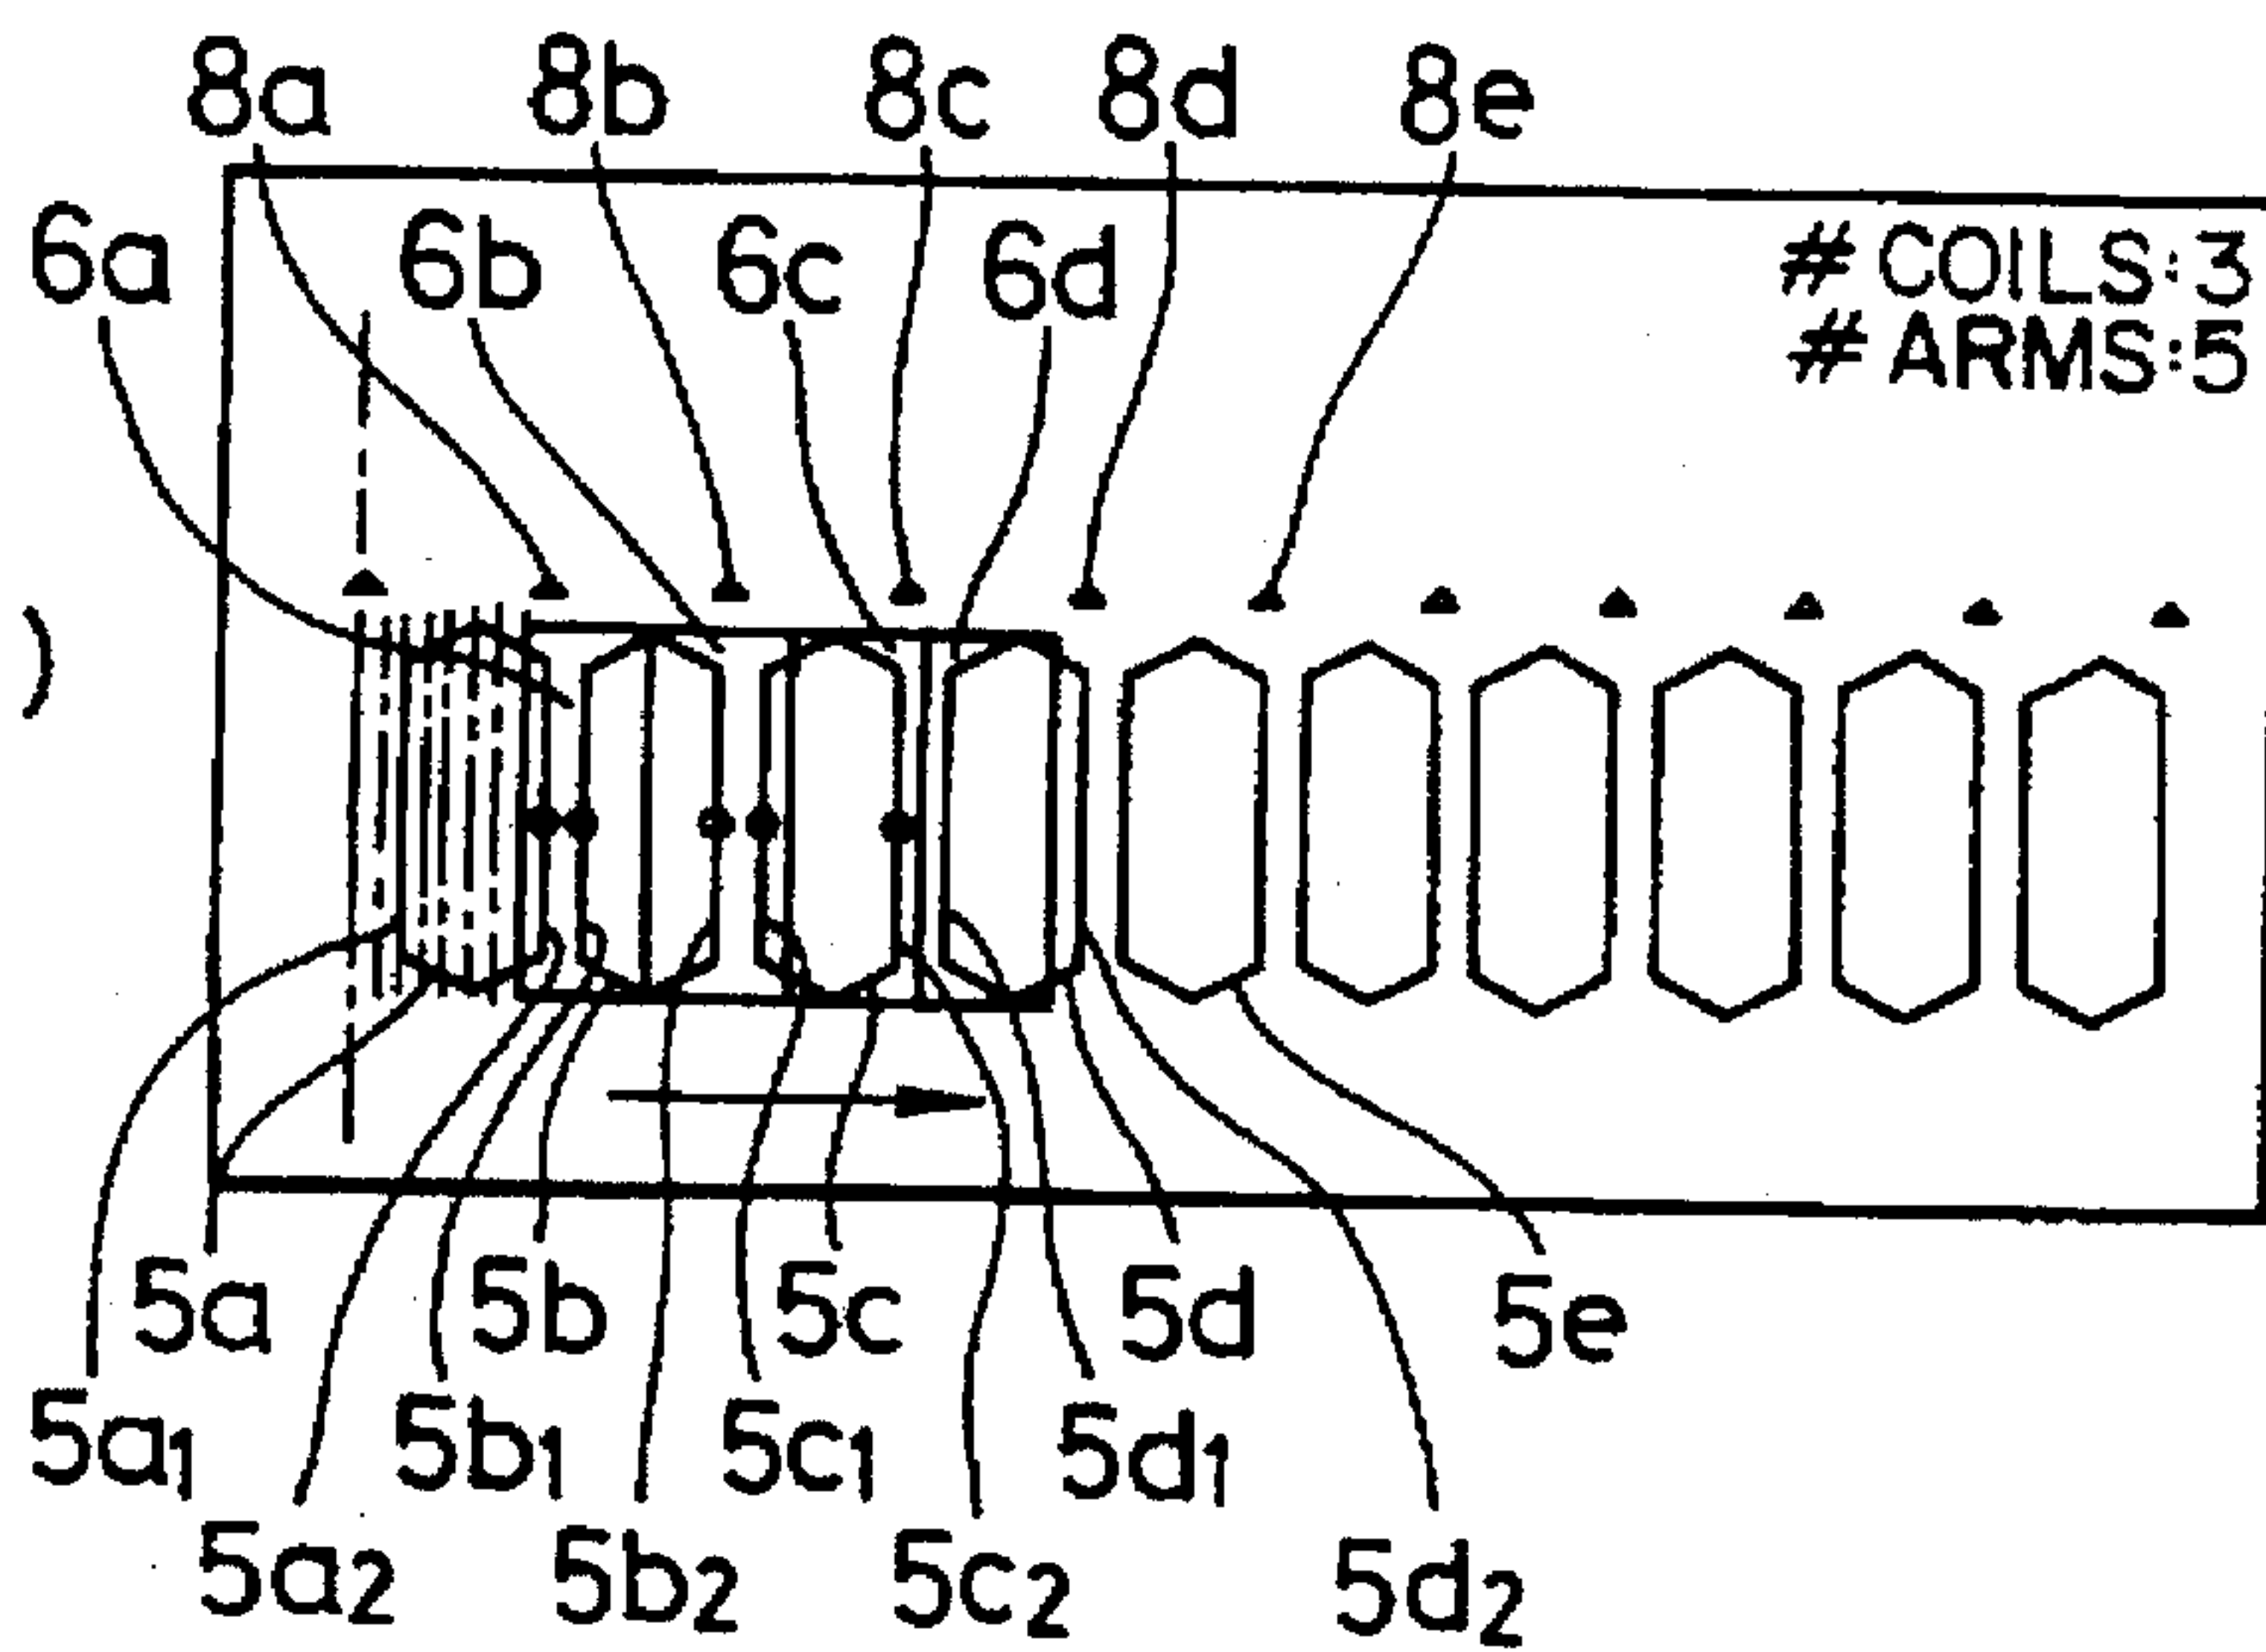 8a 8b 8c 8d 8e
6a 6b 6c 6d
# COILS:3
# ARMS:5
)
5a 5b 5c 5d 5e
5a₁ 5b₁ 5c₁ 5d₁
5a₂ 5b₂ 5c₂ 5d₂